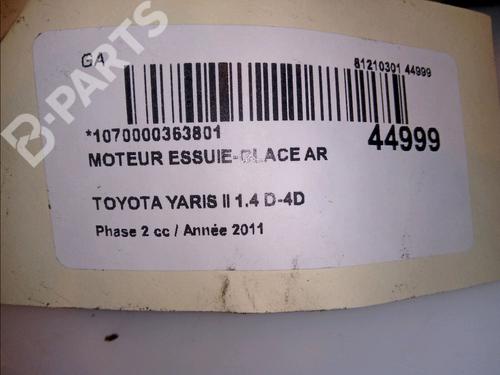 GA
81210301 44999
*1070000363801
44999
MOTEUR ESSUIE-GLACE AR
TOYOTA YARIS II 1.4 D-4D
Phase 2 cc / Année 2011
B-PARTS